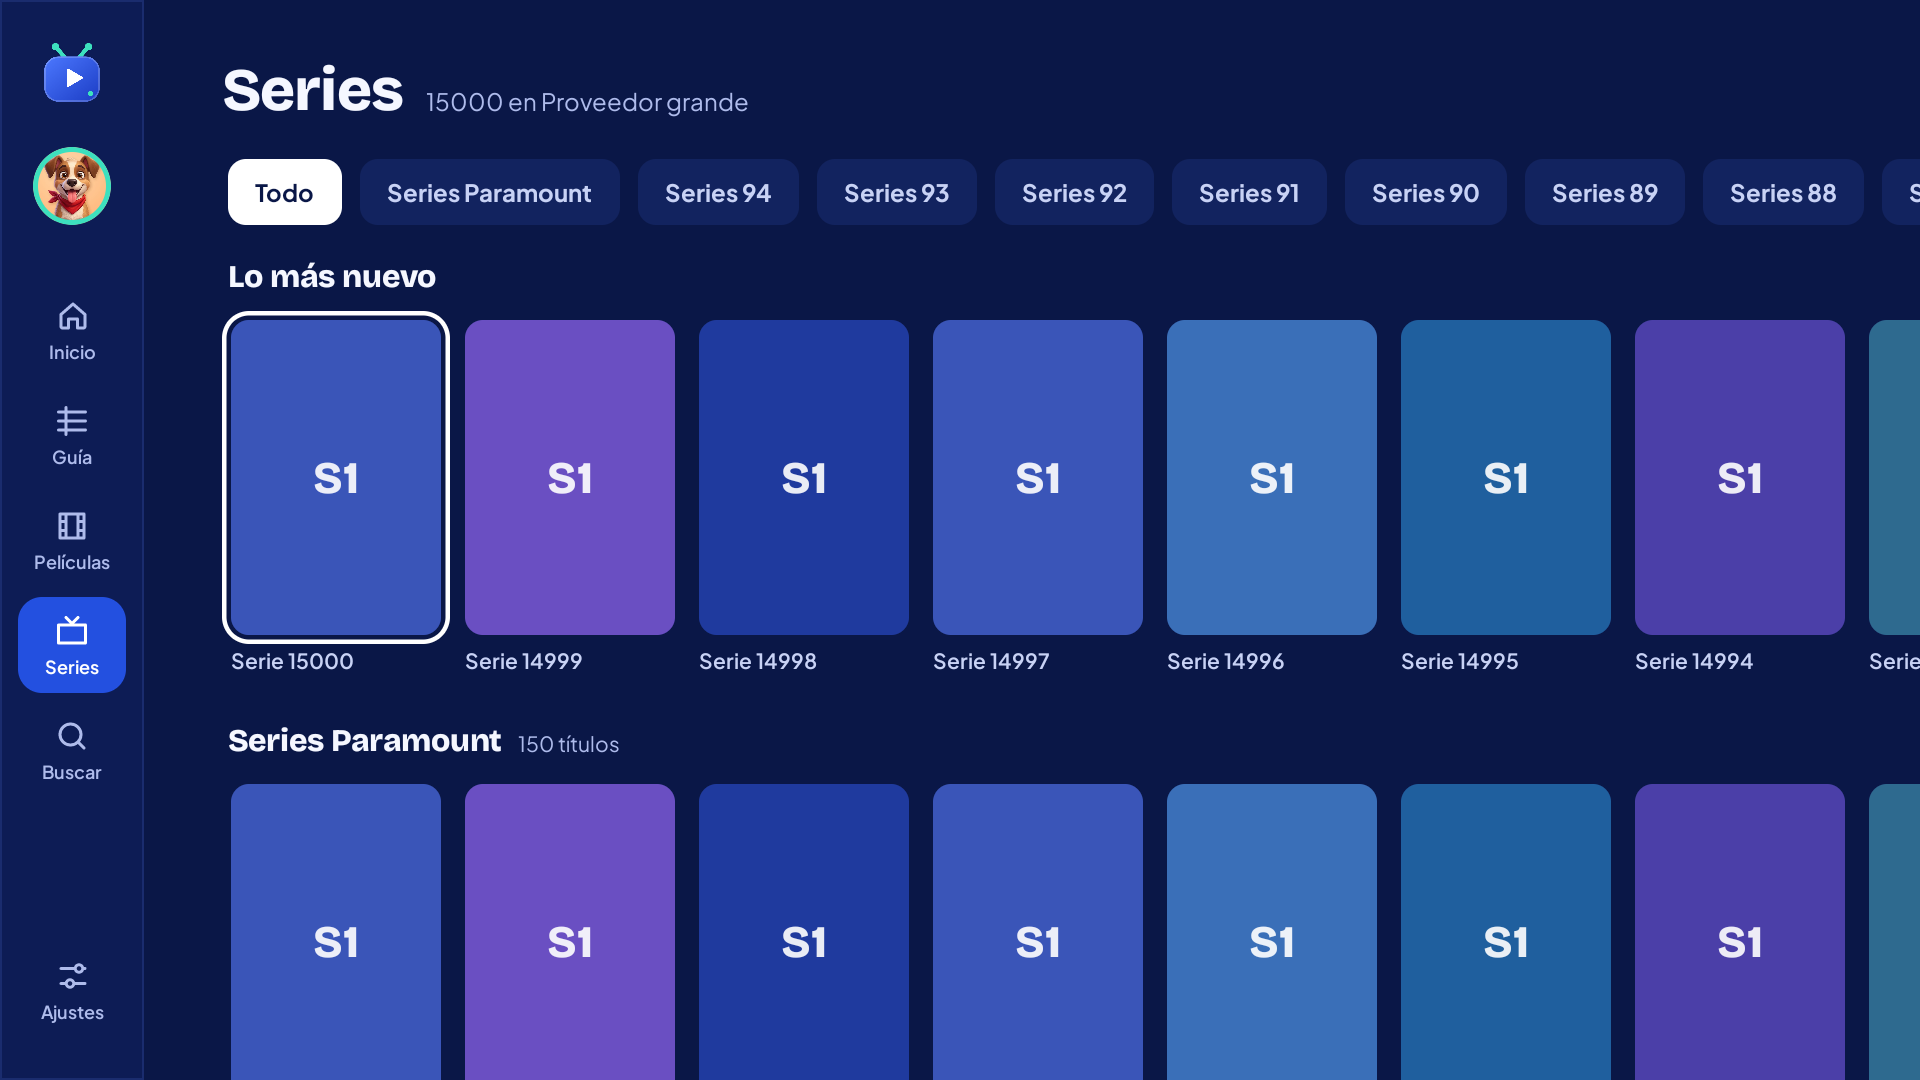 Series 15000 en Proveedor grande
Todo Series Paramount Series 94 Series 93 Series 92 Series 91 Series 90 Series 89 Series 88 S
Lo más nuevo
S1 S1 S1 S1 S1 S1 S1
Serie 15000 Serie 14999 Serie 14998 Serie 14997 Serie 14996 Serie 14995 Serie 14994 Serie
Series Paramount 150 títulos
S1 S1 S1 S1 S1 S1 S1
Inicio
Guía
Películas
Series
Buscar
Ajustes